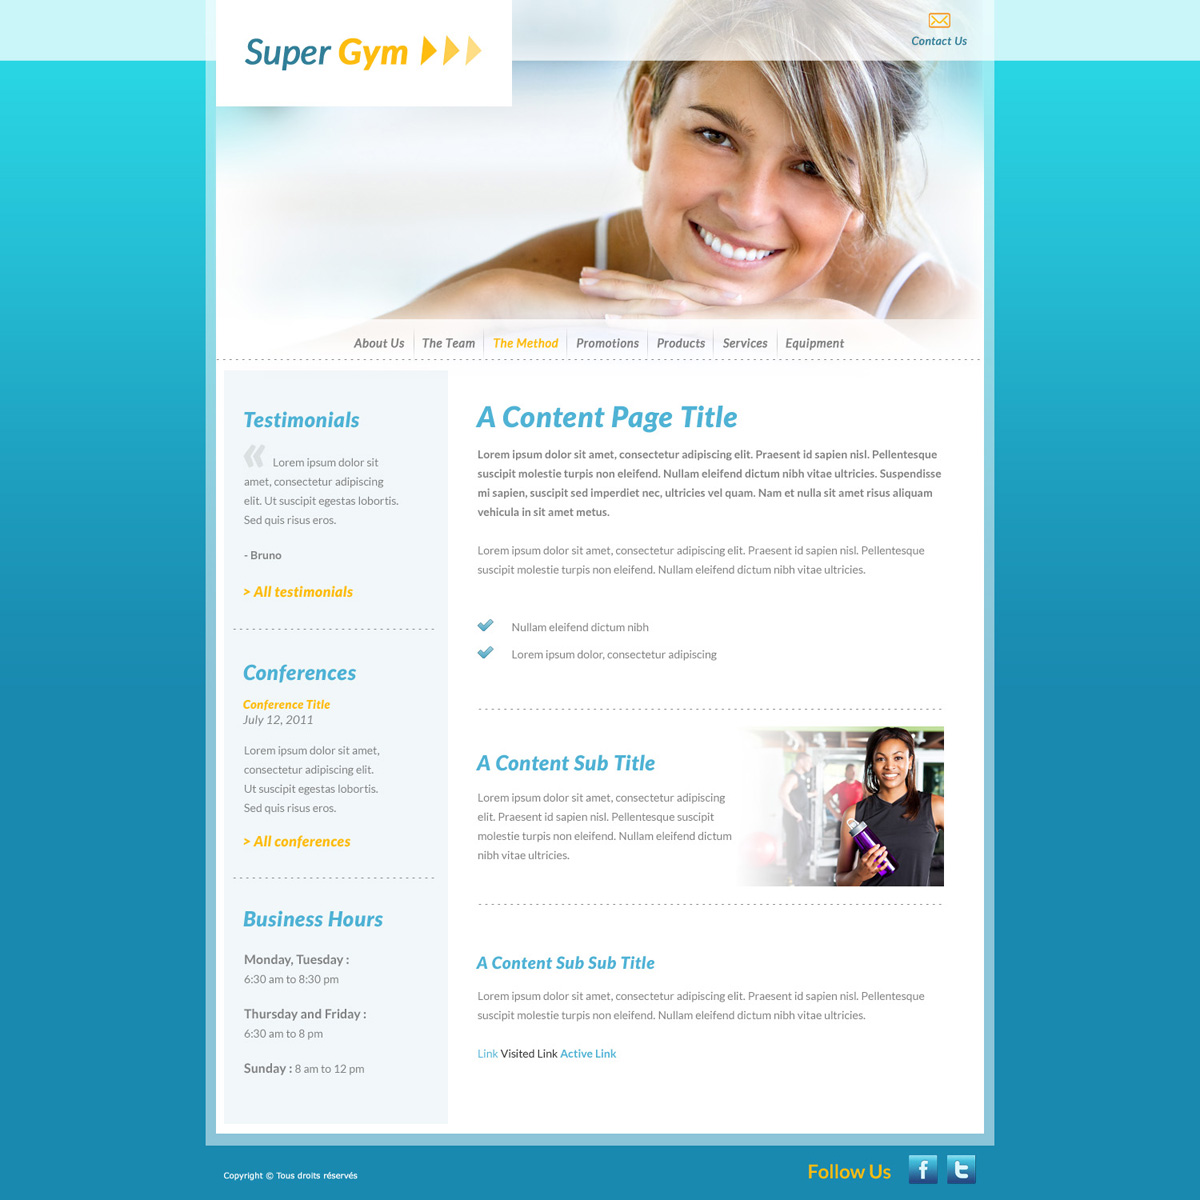 Super Gym
Contact Us
About Us
The Team
The Method
Promotions
Products
Services
Equipment
Testimonials
« Lorem ipsum dolor sit
amet, consectetur adipiscing
elit. Ut suscipit egestas lobortis.
Sed quis risus eros.
- Bruno
> All testimonials
Conferences
Conference Title
July 12, 2011
Lorem ipsum dolor sit amet,
consectetur adipiscing elit.
Ut suscipit egestas lobortis.
Sed quis risus eros.
> All conferences
Business Hours
Monday, Tuesday :
6:30 am to 8:30 pm
Thursday and Friday :
6:30 am to 8 pm
Sunday : 8 am to 12 pm
A Content Page Title
Lorem ipsum dolor sit amet, consectetur adipiscing elit. Praesent id sapien nisl. Pellentesque
suscipit molestie turpis non eleifend. Nullam eleifend dictum nibh vitae ultricies. Suspendisse
mi sapien, suscipit sed imperdiet nec, ultricies vel quam. Nam et nulla sit amet risus aliquam
vehicula in sit amet metus.
Lorem ipsum dolor sit amet, consectetur adipiscing elit. Praesent id sapien nisl. Pellentesque
suscipit molestie turpis non eleifend. Nullam eleifend dictum nibh vitae ultricies.
Nullam eleifend dictum nibh
Lorem ipsum dolor, consectetur adipiscing
A Content Sub Title
Lorem ipsum dolor sit amet, consectetur adipiscing
elit. Praesent id sapien nisl. Pellentesque suscipit
molestie turpis non eleifend. Nullam eleifend dictum
nibh vitae ultricies.
A Content Sub Sub Title
Lorem ipsum dolor sit amet, consectetur adipiscing elit. Praesent id sapien nisl. Pellentesque
suscipit molestie turpis non eleifend. Nullam eleifend dictum nibh vitae ultricies.
Link Visited Link Active Link
Copyright © Tous droits réservés
Follow Us
f
t